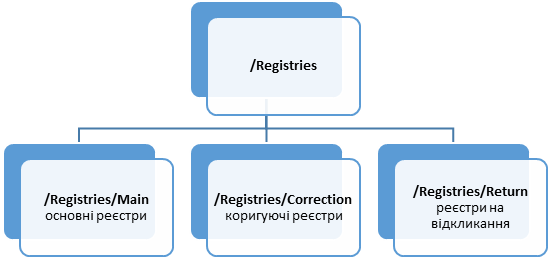 /Registries
/Registries/Main
основні реєстри
/Registries/Correction
коригуючі реєстри
/Registries/Return
реєстри на
відкликання